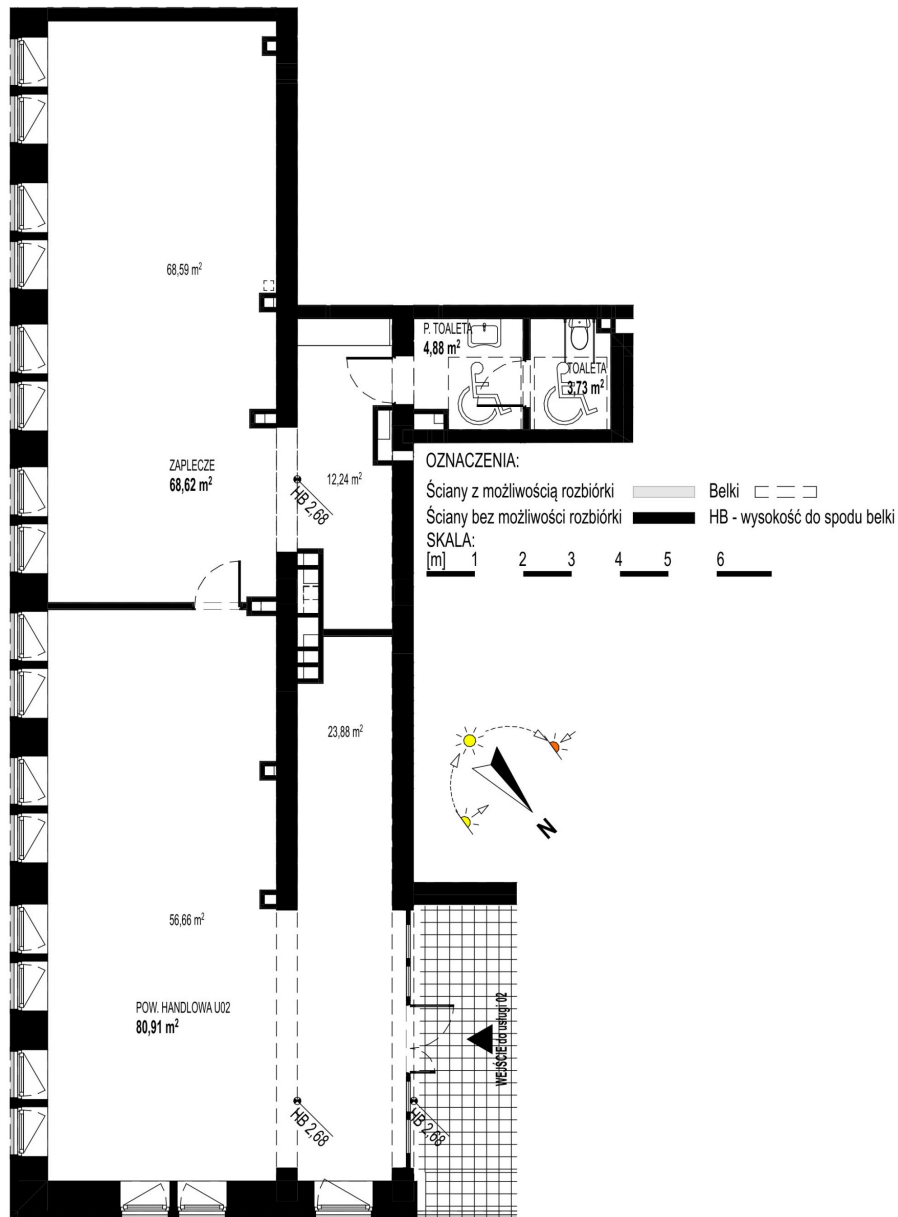 68,59 m²
P. TOALETA
4,88 m²
TOALETA
3,73 m²
ZAPLECZE
68,62 m²
12,24 m²
HB 2,68
OZNACZENIA:
Ściany z możliwością rozbiórki Belki
Ściany bez możliwości rozbiórki HB - wysokość do spodu belki
SKALA:
[m] 1 2 3 4 5 6
23,88 m²
N
56,66 m²
POW. HANDLOWA U02
80,91 m²
WEJŚCIE do usługi 02
HB 2,68
HB 2,68